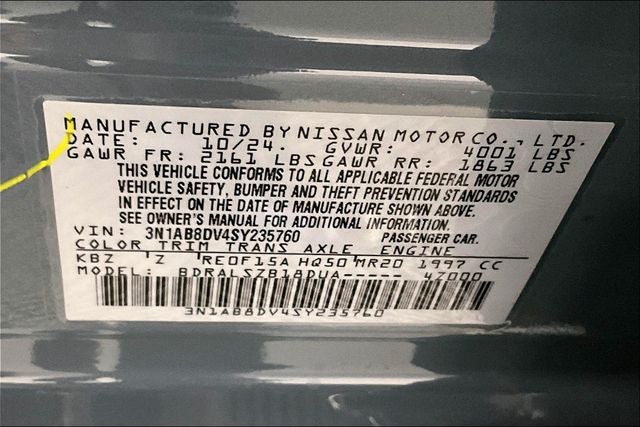 MANUFACTURED BY NISSAN MOTOR CO., LTD.
DATE: 10/24. GVWR: 4001 LBS
GAWR FR: 2161 LBS GAWR RR: 1863 LBS
THIS VEHICLE CONFORMS TO ALL APPLICABLE FEDERAL MOTOR
VEHICLE SAFETY, BUMPER AND THEFT PREVENTION STANDARDS
IN EFFECT ON THE DATE OF MANUFACTURE SHOWN ABOVE.
SEE OWNER'S MANUAL FOR ADDITIONAL INFORMATION.
VIN: 3N1AB8DV4SY235760 PASSENGER CAR.
COLOR TRIM TRANS AXLE ENGINE
KBZ Z RE0F15A HQ50 MR20 1997 CC
MODEL: BDRALSZB18DUA----- 47000
3N1AB8DV4SY235760